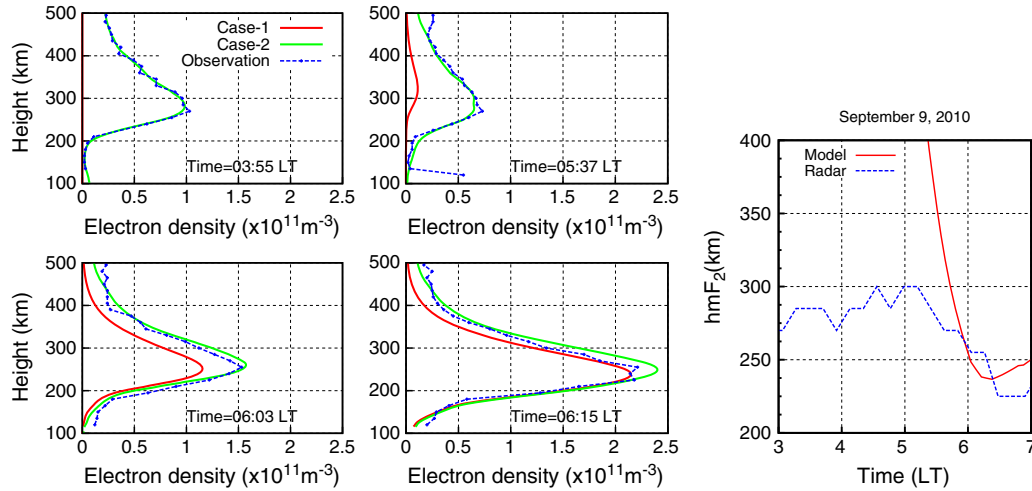 500
400
300
200
100
Height (km)
Case-1
Case-2
Observation
Time=03:55 LT
0 0.5 1 1.5 2 2.5
Electron density (x10¹¹m⁻³)
500
400
300
200
100
Time=05:37 LT
0 0.5 1 1.5 2 2.5
Electron density (x10¹¹m⁻³)
500
400
300
200
100
Height (km)
Time=06:03 LT
0 0.5 1 1.5 2 2.5
Electron density (x10¹¹m⁻³)
500
400
300
200
100
Time=06:15 LT
0 0.5 1 1.5 2 2.5
Electron density (x10¹¹m⁻³)
September 9, 2010
400
350
300
250
200
hmF₂(km)
Model
Radar
3 4 5 6 7
Time (LT)